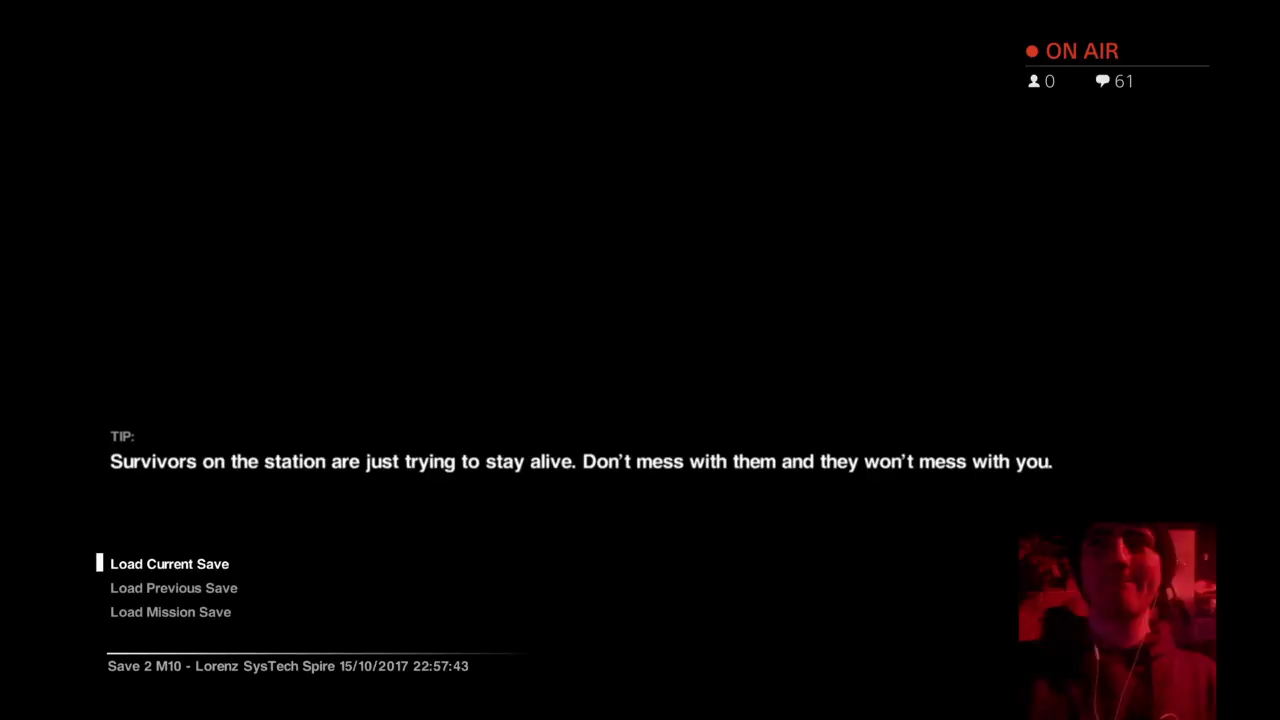 ON AIR
0 61
TIP:
Survivors on the station are just trying to stay alive. Don't mess with them and they won't mess with you.
Load Current Save
Load Previous Save
Load Mission Save
Save 2 M10 - Lorenz SysTech Spire 15/10/2017 22:57:43